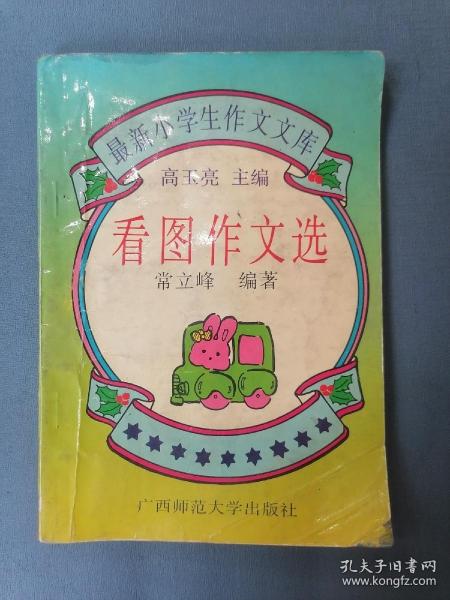 最新小学生作文文库
高玉亮 主编
看图作文选
常立峰 编著
广西师范大学出版社
孔夫子旧书网
www.kongfz.com